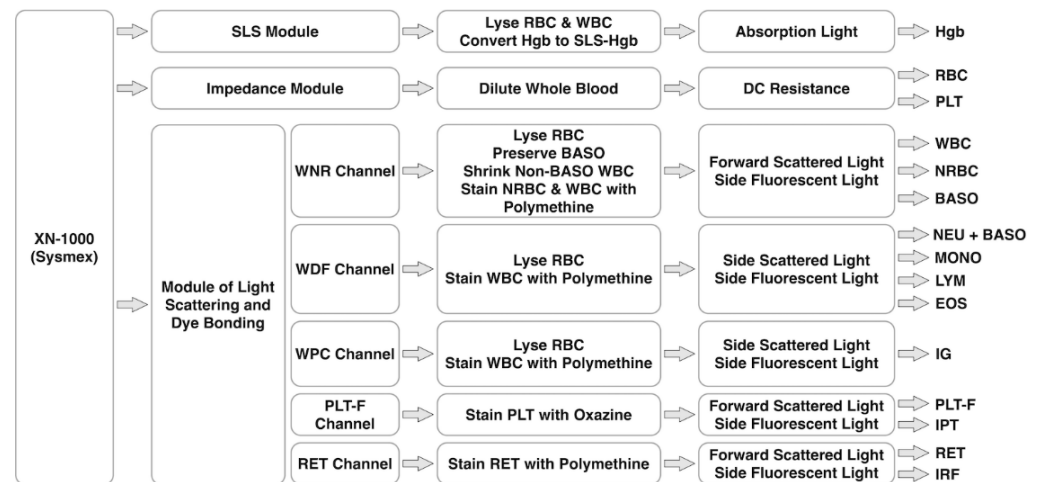 XN-1000
(Sysmex)
SLS Module
Lyse RBC & WBC
Convert Hgb to SLS-Hgb
Absorption Light
Hgb
Impedance Module
Dilute Whole Blood
DC Resistance
RBC
PLT
Module of Light
Scattering and
Dye Bonding
WNR Channel
Lyse RBC
Preserve BASO
Shrink Non-BASO WBC
Stain NRBC & WBC with
Polymethine
Forward Scattered Light
Side Fluorescent Light
WBC
NRBC
BASO
WDF Channel
Lyse RBC
Stain WBC with Polymethine
Side Scattered Light
Side Fluorescent Light
NEU + BASO
MONO
LYM
EOS
WPC Channel
Lyse RBC
Stain WBC with Polymethine
Side Scattered Light
Side Fluorescent Light
IG
PLT-F
Channel
Stain PLT with Oxazine
Forward Scattered Light
Side Fluorescent Light
PLT-F
IPT
RET Channel
Stain RET with Polymethine
Forward Scattered Light
Side Fluorescent Light
RET
IRF